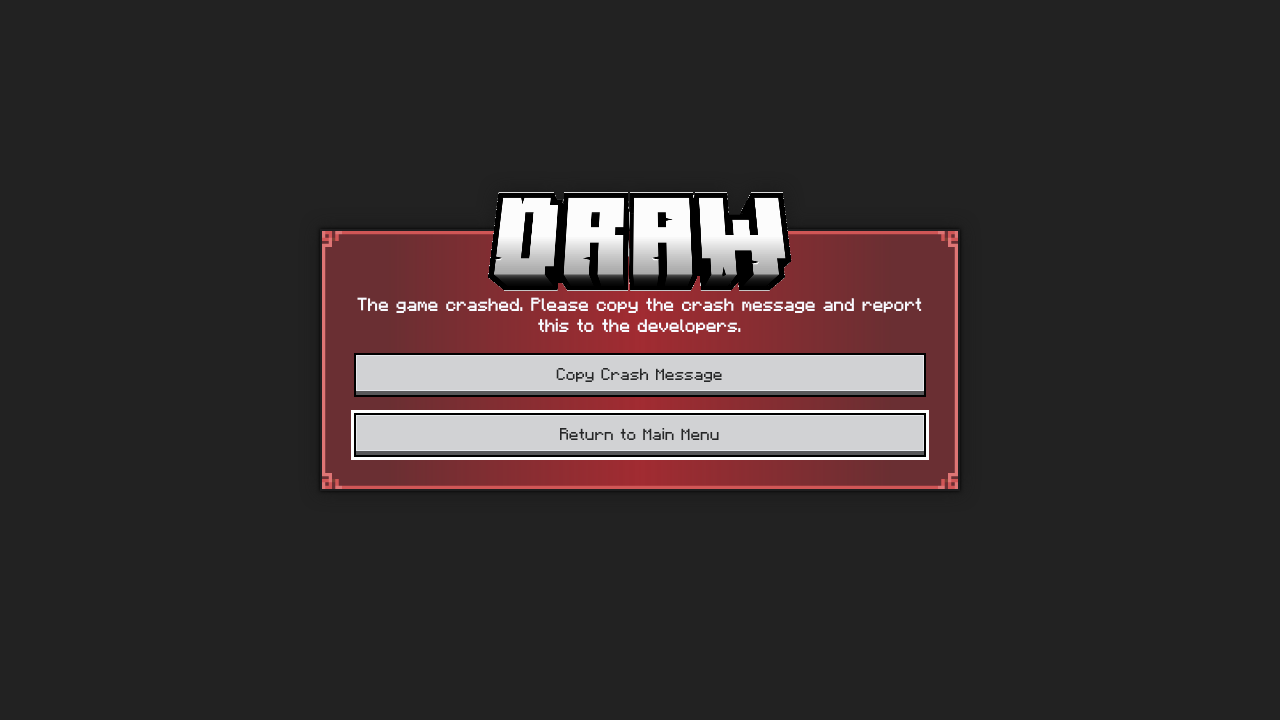 DRAW
The game crashed. Please copy the crash message and report
this to the developers.
Copy Crash Message
Return to Main Menu